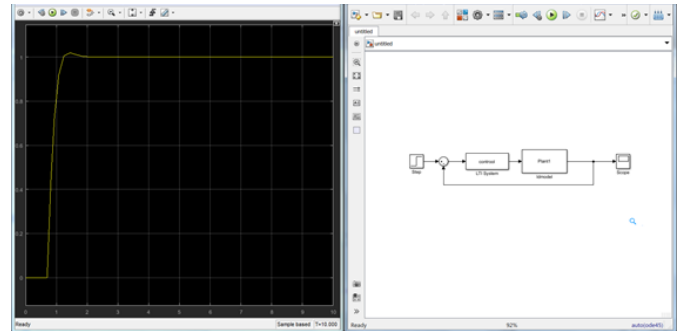 1
0.8
0.6
0.4
0.2
0
0 1 2 3 4 5 6 7 8 9 10
Ready
Sample based
T=10.000
untitled
untitled
Step
control
LTI System
Plant1
Idmodel
Scope
Ready
92%
auto(ode45)